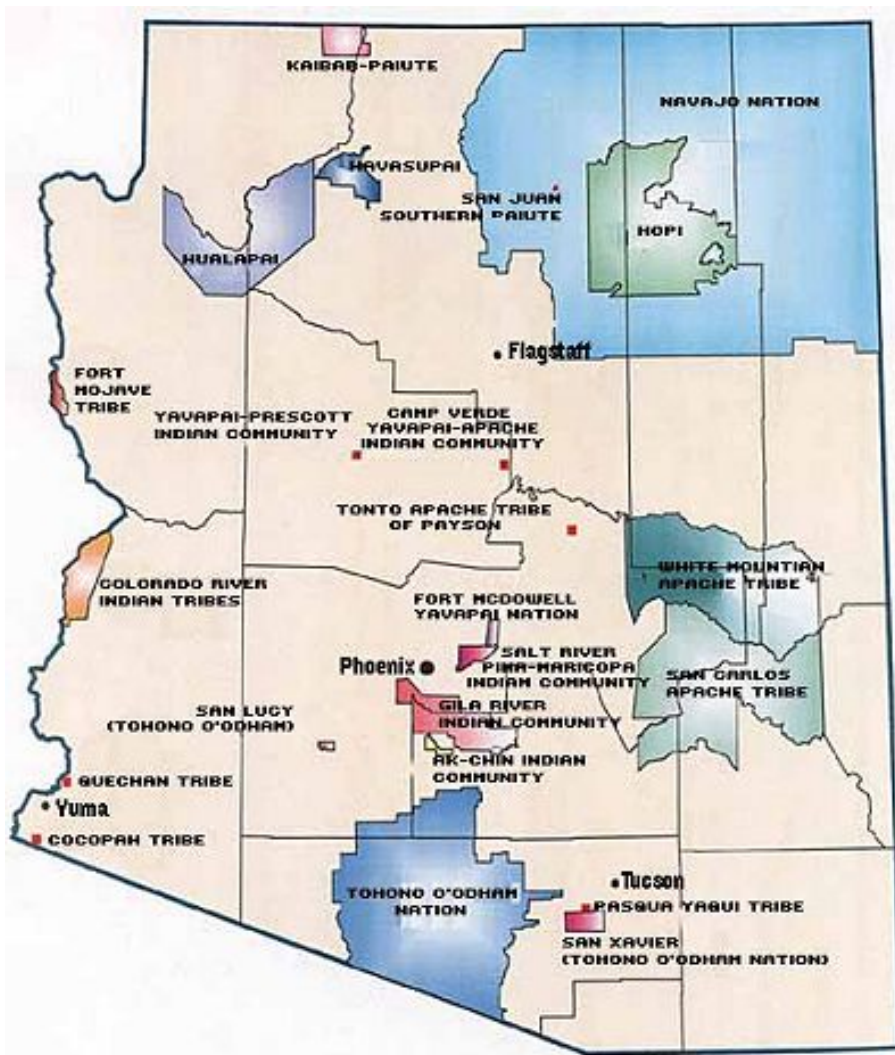 KAIBAB-PAIUTE
NAVAJO NATION
HAVASUPAI
SAN JUAN
SOUTHERN PAIUTE
HOPI
HUALAPAI
Flagstaff
FORT
MOJAVE
TRIBE
YAVAPAI-PRESCOTT
INDIAN COMMUNITY
CAMP VERDE
YAVAPAI-APACHE
INDIAN COMMUNITY
TONTO APACHE TRIBE
OF PAYSON
WHITE MOUNTIAN
APACHE TRIBE
COLORADO RIVER
INDIAN TRIBES
FORT MCDOWELL
YAVAPAI NATION
Phoenix
SALT RIVER
PIMA-MARICOPA
INDIAN COMMUNITY
SAN CARLOS
APACHE TRIBE
SAN LUCY
(TOHONO O'ODHAM)
GILA RIVER
INDIAN COMMUNITY
AK-CHIN INDIAN
COMMUNITY
QUECHAN TRIBE
Yuma
COCOPAH TRIBE
TOHONO O'ODHAM
NATION
Tucson
PASQUA YAQUI TRIBE
SAN XAVIER
(TOHONO O'ODHAM NATION)